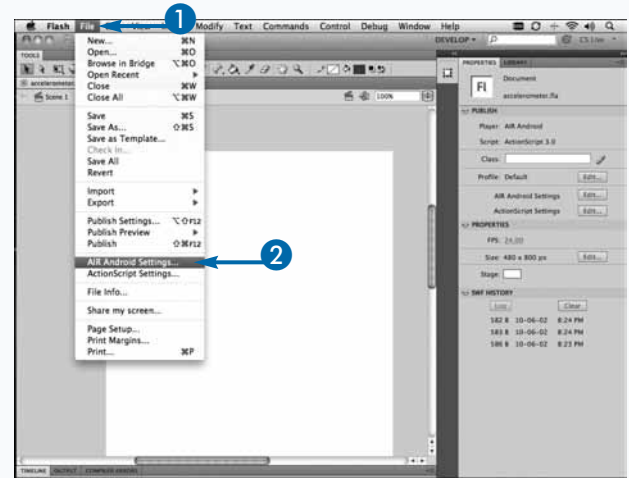 1
Flash File View Modify Text Commands Control Debug Window Help
DEVELOP
CS Live
TOOLS
New... ⌘N
Open... ⌘O
Browse in Bridge ⌥⌘O
Open Recent
Close ⌘W
Close All ⌥⌘W
Save ⌘S
Save As... ⇧⌘S
Save as Template...
Check In...
Save All
Revert
Import
Export
Publish Settings... ⌥⇧F12
Publish Preview
Publish ⇧⌘F12
AIR Android Settings...
2
ActionScript Settings...
File Info...
Share my screen...
Page Setup...
Print Margins...
Print... ⌘P
accelerometer
Scene 1
100%
PROPERTIES LIBRARY
Fl
Document
accelerometer.fla
PUBLISH
Player: AIR Android
Script: ActionScript 3.0
Class:
Profile: Default Edit...
AIR Android Settings Edit...
ActionScript Settings Edit...
PROPERTIES
FPS: 24.00
Size: 480 x 800 px Edit...
Stage:
SWF HISTORY
Log Clear
582 B 10-06-02 8:24 PM
583 B 10-06-02 8:24 PM
586 B 10-06-02 8:23 PM
TIMELINE OUTPUT COMPILER ERRORS